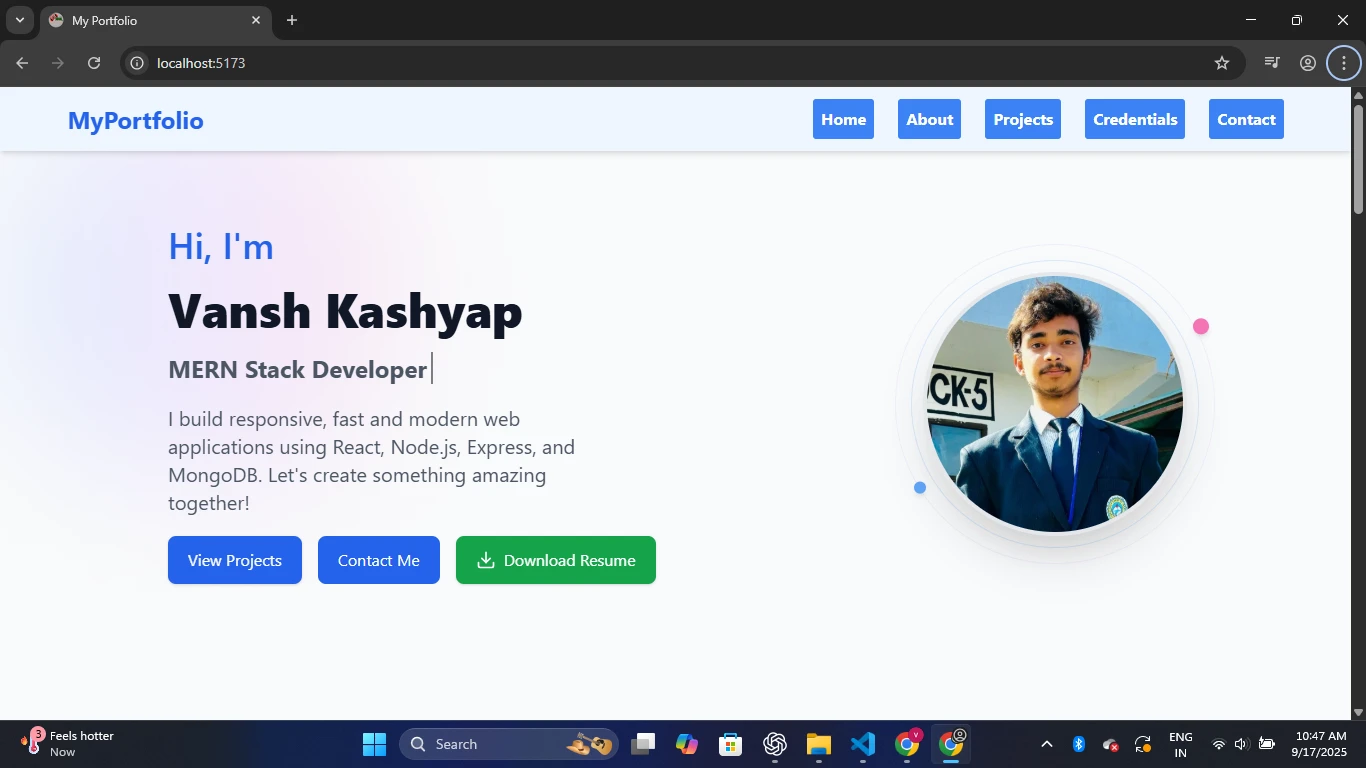 My Portfolio
localhost:5173
MyPortfolio
Home
About
Projects
Credentials
Contact
Hi, I'm
Vansh Kashyap
MERN Stack Developer
I build responsive, fast and modern web
applications using React, Node.js, Express, and
MongoDB. Let's create something amazing
together!
View Projects
Contact Me
Download Resume
CK-5
3
Feels hotter
Now
Search
V
ENG
IN
10:47 AM
9/17/2025